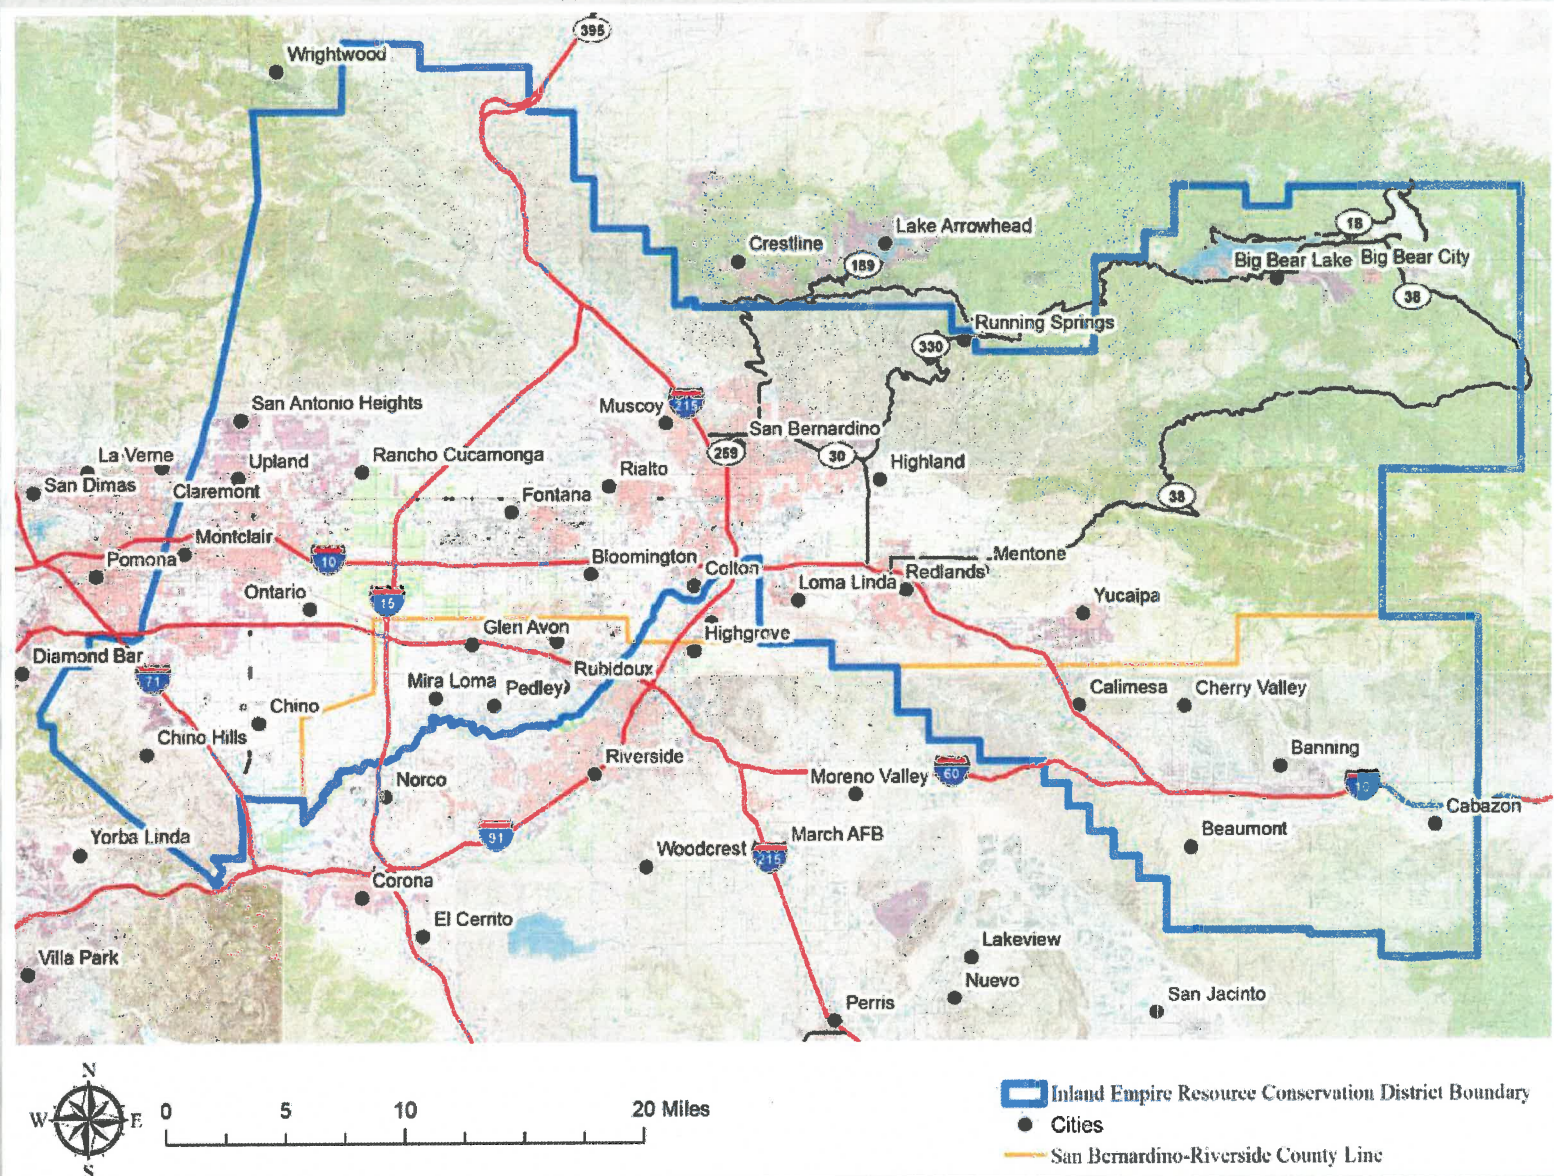 395
Wrightwood
Lake Arrowhead
Crestline
189
18
Big Bear Lake
Big Bear City
38
Running Springs
330
San Antonio Heights
Muscoy
215
San Bernardino
259
30
Highland
La Verne
Upland
Rancho Cucamonga
Rialto
San Dimas
Claremont
Fontana
38
Montclair
Pomona
10
Bloomington
Colton
Mentone
Loma Linda
Redlands
Ontario
15
Yucaipa
Glen Avon
Highgrove
Diamond Bar
71
Rubidoux
Mira Loma
Pedley
Calimesa
Cherry Valley
Chino
Chino Hills
Banning
Riverside
Norco
Moreno Valley
60
10
Cabazon
Yorba Linda
91
March AFB
Beaumont
Woodcrest
215
Corona
El Cerrito
Lakeview
Villa Park
Nuevo
San Jacinto
Perris
N
W
E
S
0 5 10 20 Miles
Inland Empire Resource Conservation District Boundary
Cities
San Bernardino-Riverside County Line